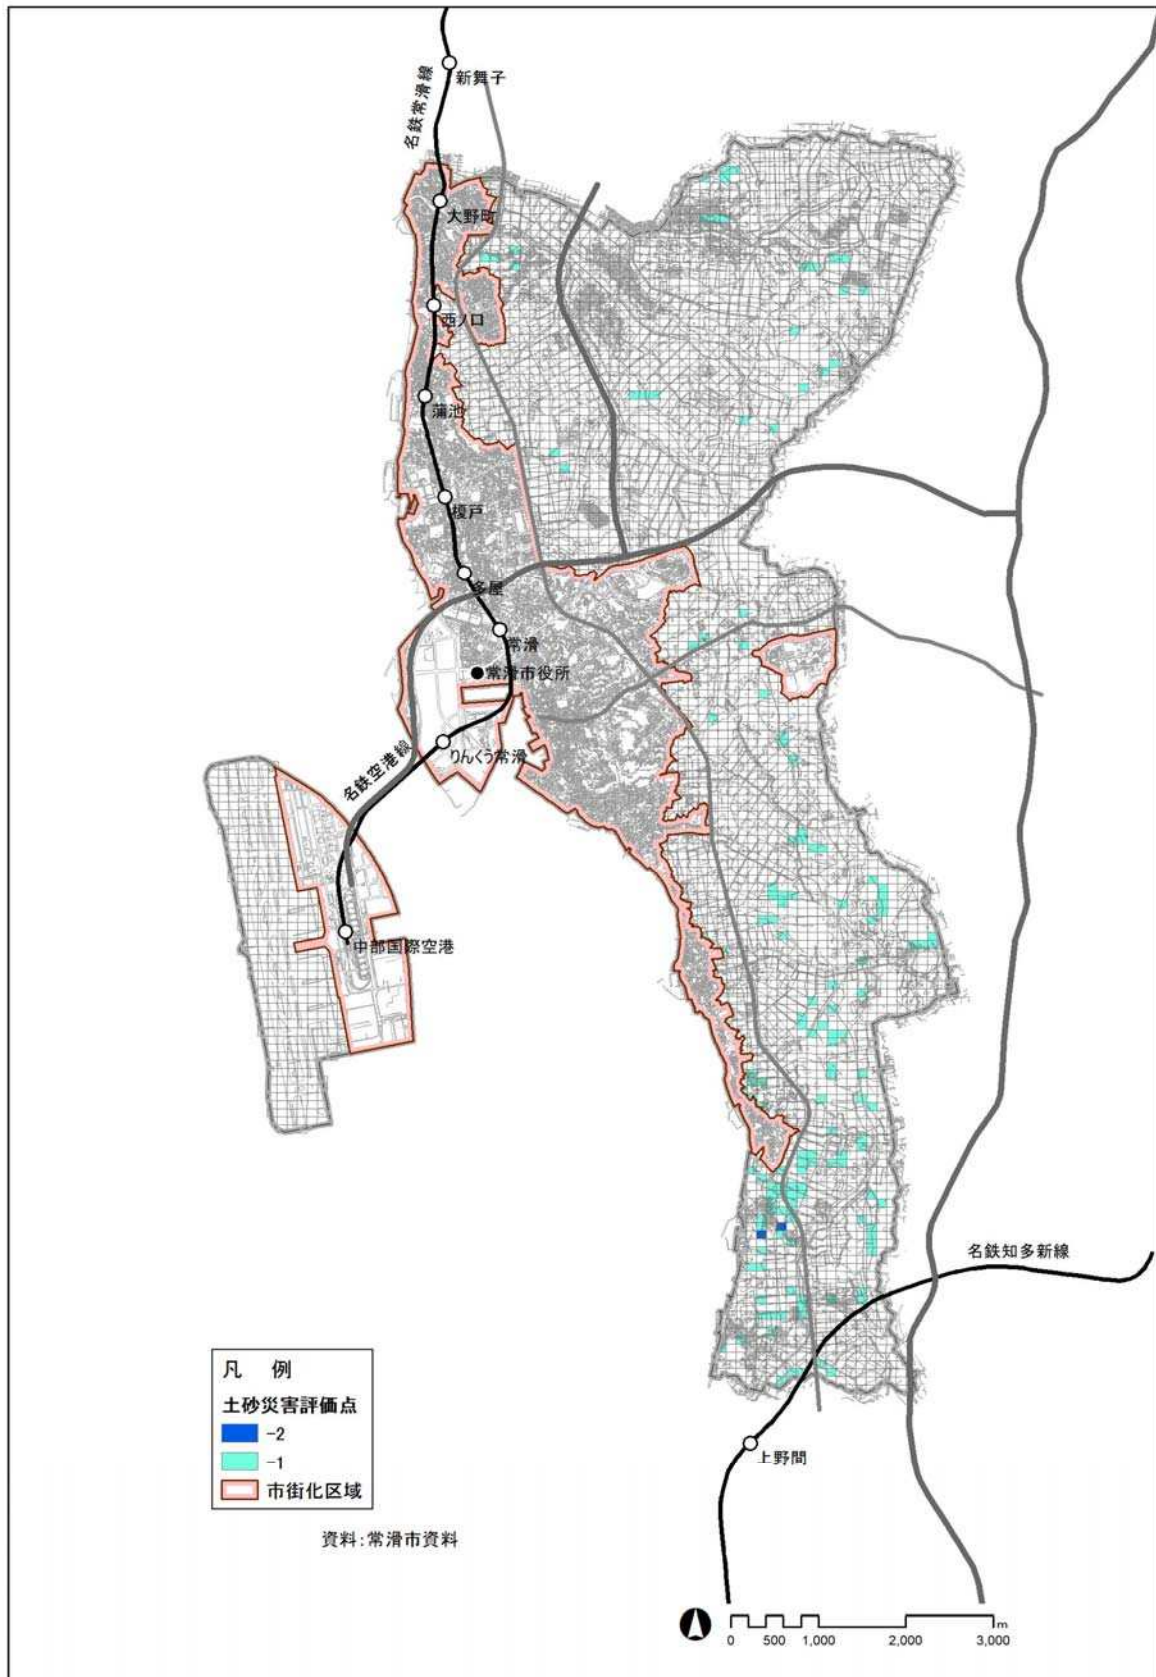 新舞子
名鉄常滑線
大野町
西ノ口
蒲池
榎戸
多屋
常滑
常滑市役所
りんくう常滑
名鉄空港線
中部国際空港
名鉄知多新線
上野間
凡 例
土砂災害評価点
-2
-1
市街化区域
資料:常滑市資料
0 500 1,000 2,000 3,000 m